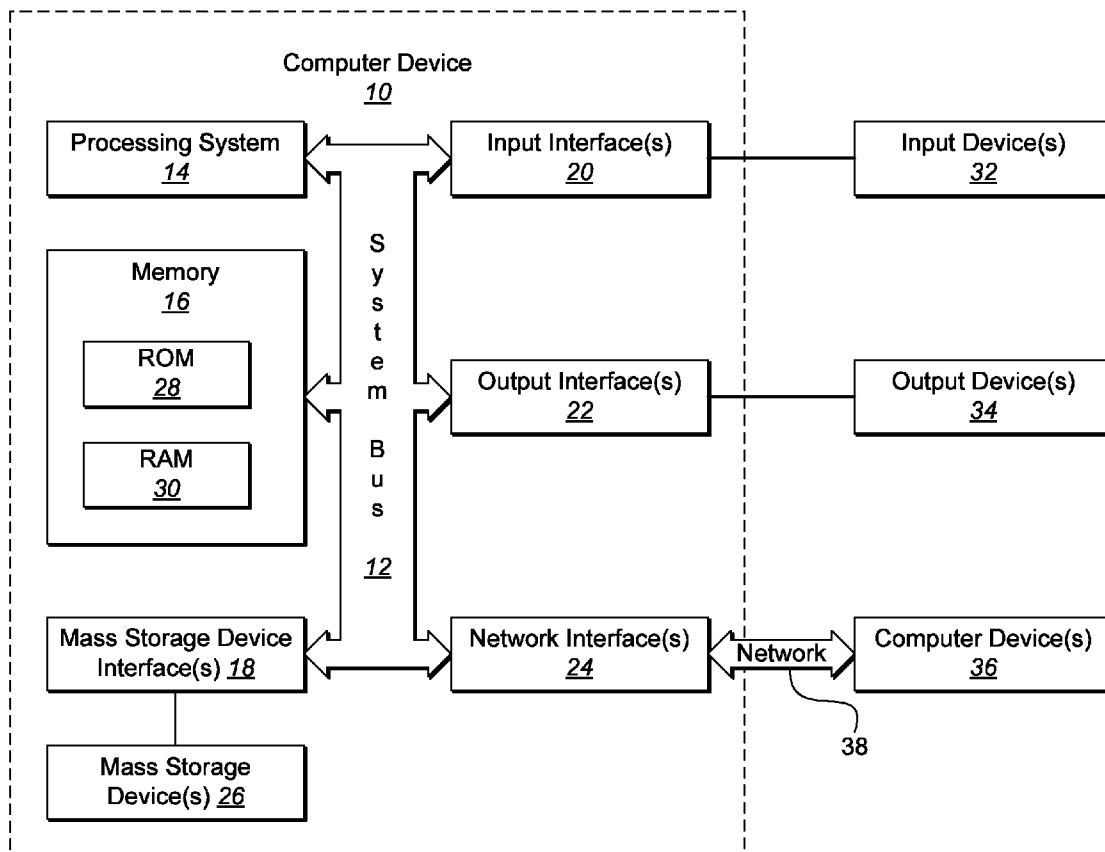 Computer Device
10
Processing System
14
Input Interface(s)
20
Input Device(s)
32
Memory
16
ROM
28
RAM
30
System Bus
12
Output Interface(s)
22
Output Device(s)
34
Mass Storage Device
Interface(s) 18
Network Interface(s)
24
Network
38
Computer Device(s)
36
Mass Storage
Device(s) 26